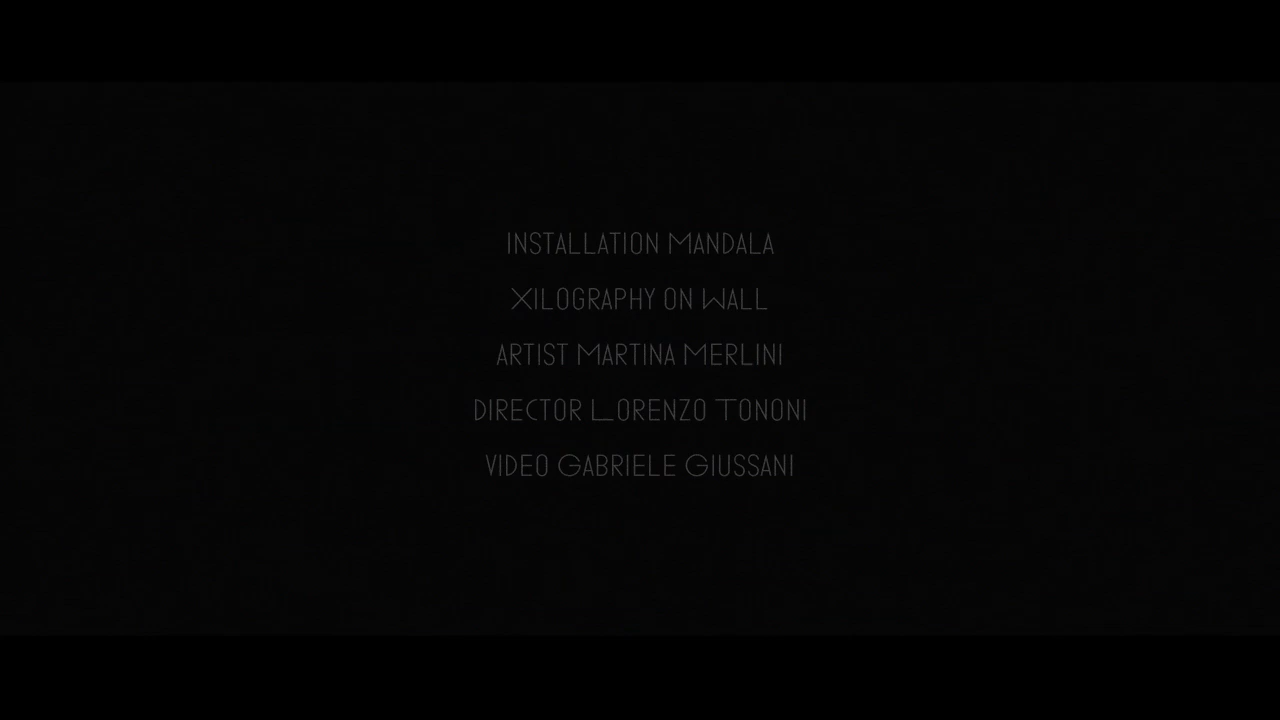 INSTALLATION MANDALA
XILOGRAPHY ON WALL
ARTIST MARTINA MERLINI
DIRECTOR LORENZO TONONI
VIDEO GABRIELE GIUSSANI